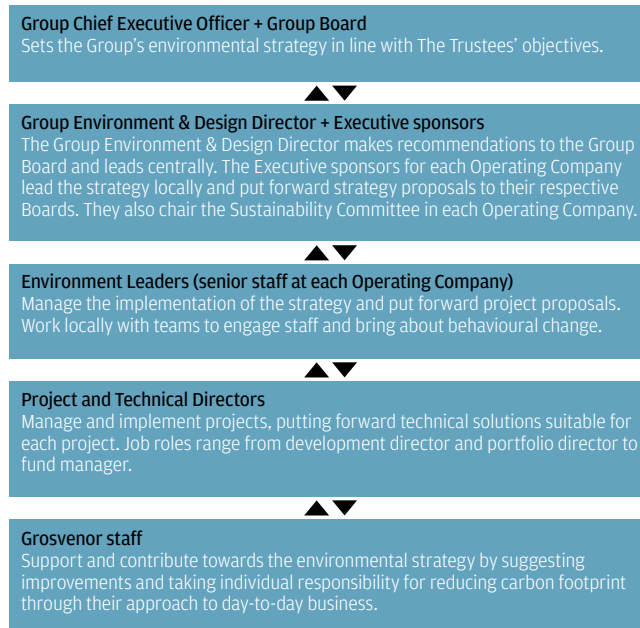 Group Chief Executive Officer + Group Board
Sets the Group's environmental strategy in line with The Trustees' objectives.
Group Environment & Design Director + Executive sponsors
The Group Environment & Design Director makes recommendations to the Group
Board and leads centrally. The Executive sponsors for each Operating Company
lead the strategy locally and put forward strategy proposals to their respective
Boards. They also chair the Sustainability Committee in each Operating Company.
Environment Leaders (senior staff at each Operating Company)
Manage the implementation of the strategy and put forward project proposals.
Work locally with teams to engage staff and bring about behavioural change.
Project and Technical Directors
Manage and implement projects, putting forward technical solutions suitable for
each project. Job roles range from development director and portfolio director to
fund manager.
Grosvenor staff
Support and contribute towards the environmental strategy by suggesting
improvements and taking individual responsibility for reducing carbon footprint
through their approach to day-to-day business.